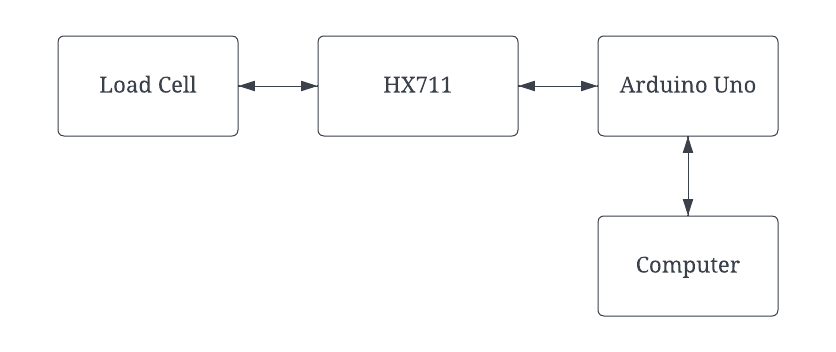 Load Cell
HX711
Arduino Uno
Computer